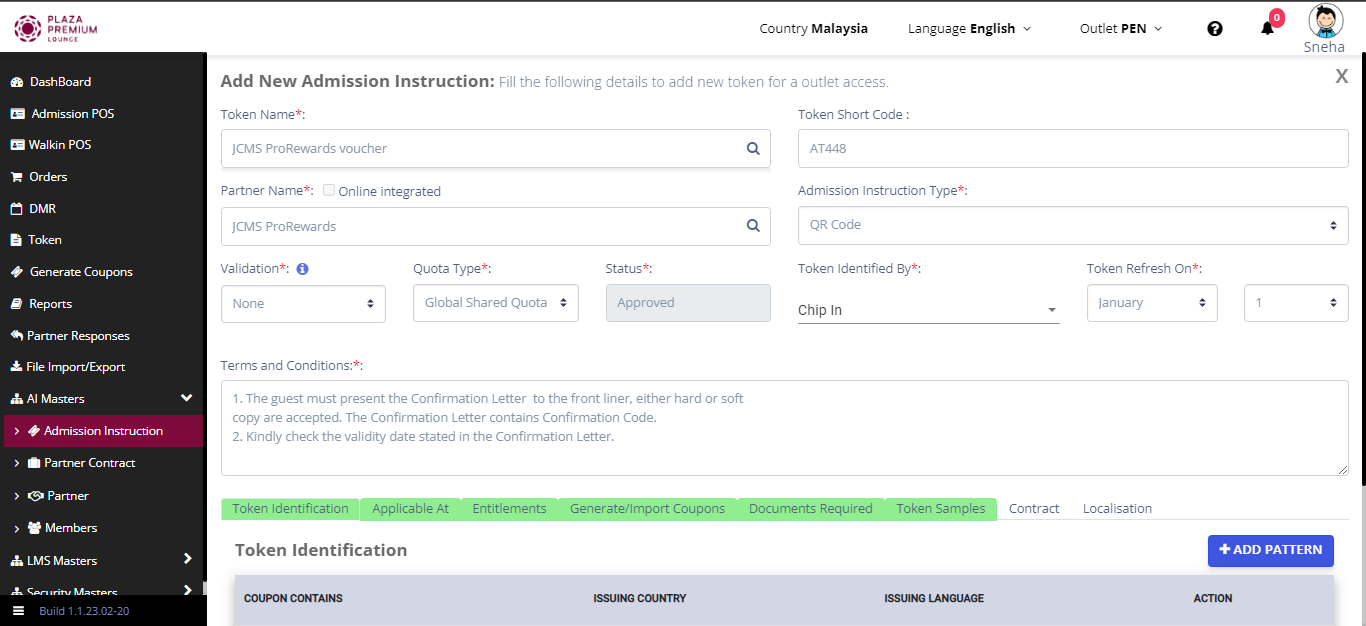 PLAZA
PREMIUM
LOUNGE
Country Malaysia
Language English
Outlet PEN
0
Sneha
DashBoard
Admission POS
Walkin POS
Orders
DMR
Token
Generate Coupons
Reports
Partner Responses
File Import/Export
AI Masters
Admission Instruction
Partner Contract
Partner
Members
LMS Masters
Security Masters
Build 1.1.23.02-20
Add New Admission Instruction: Fill the following details to add new token for a outlet access.
X
Token Name*:
Token Short Code :
JCMS ProRewards voucher
AT448
Partner Name*: Online integrated
Admission Instruction Type*:
JCMS ProRewards
QR Code
Validation*: Quota Type*: Status*: Token Identified By*: Token Refresh On*:
None Global Shared Quota Approved Chip In January 1
Terms and Conditions:*:
1. The guest must present the Confirmation Letter to the front liner, either hard or soft
copy are accepted. The Confirmation Letter contains Confirmation Code.
2. Kindly check the validity date stated in the Confirmation Letter.
Token Identification Applicable At Entitlements Generate/Import Coupons Documents Required Token Samples Contract Localisation
Token Identification
+ ADD PATTERN
COUPON CONTAINS ISSUING COUNTRY ISSUING LANGUAGE ACTION